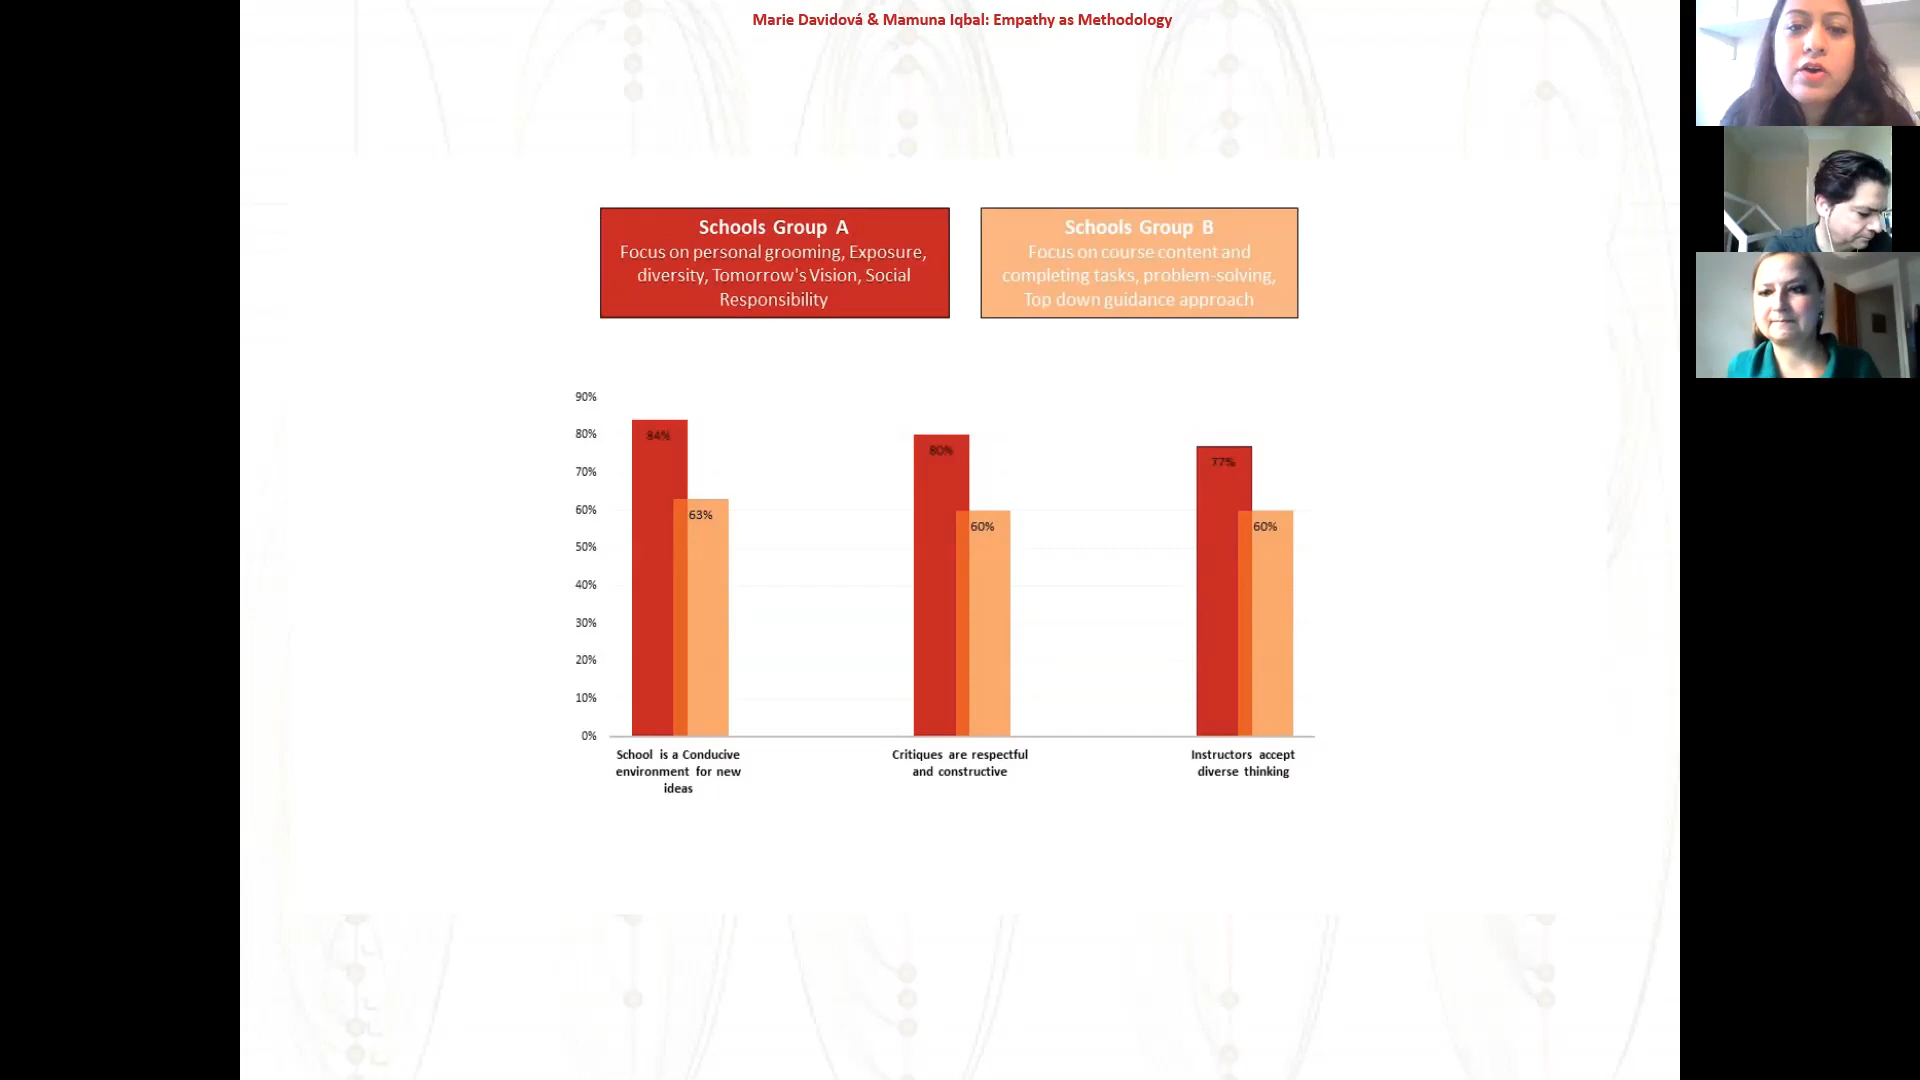 Marie Davidová & Mamuna Iqbal: Empathy as Methodology
Schools Group A
Focus on personal grooming, Exposure,
diversity, Tomorrow's Vision, Social
Responsibility
Schools Group B
Focus on course content and
completing tasks, problem-solving,
Top down guidance approach
90%
80%
70%
60%
50%
40%
30%
20%
10%
0%
84%
63%
80%
60%
77%
60%
School is a Conducive
environment for new
ideas
Critiques are respectful
and constructive
Instructors accept
diverse thinking